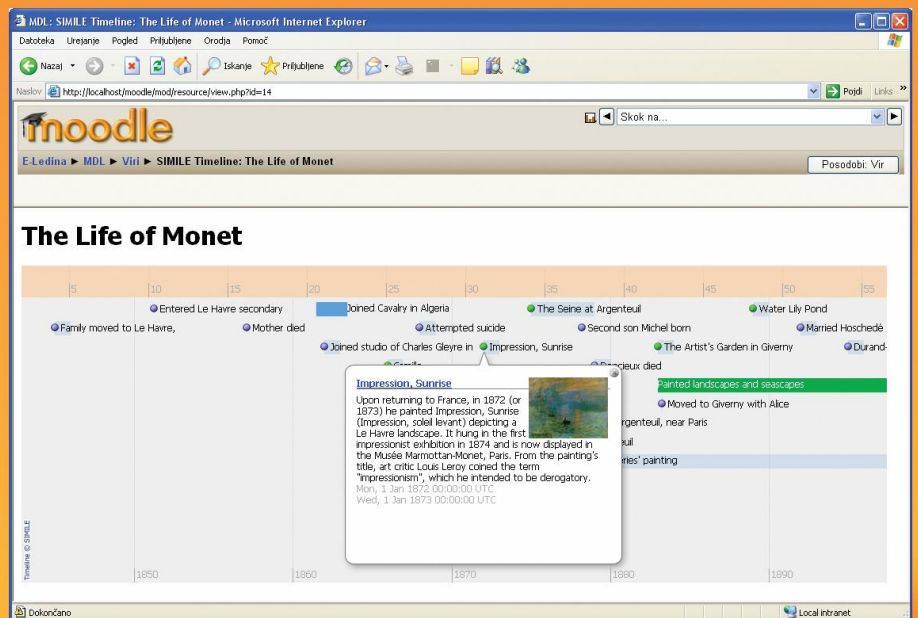 MDL: SIMILE Timeline: The Life of Monet - Microsoft Internet Explorer
Datoteka Urejanje Pogled Priljubljene Orodja Pomoč
Nazaj Iskanje Priljubljene
Naslov http://localhost/moodle/mod/resource/view.php?id=14 Pojdi Links »
moodle
Skok na...
E-Ledina ► MDL ► Viri ► SIMILE Timeline: The Life of Monet
Posodobi: Vir
The Life of Monet
5 10 15 20 25 30 35 40 45 50 55
Entered Le Havre secondary Joined Cavalry in Algeria The Seine at Argenteuil Water Lily Pond
Family moved to Le Havre, Mother died Attempted suicide Second son Michel born Married Hoschedé
Joined studio of Charles Gleyre in Impression, Sunrise The Artist's Garden in Giverny Durand-
died
Painted landscapes and seascapes
Moved to Giverny with Alice
rgenteuil, near Paris
euil
eries' painting
Impression, Sunrise
Upon returning to France, in 1872 (or
1873) he painted Impression, Sunrise
(Impression, soleil levant) depicting a
Le Havre landscape. It hung in the first
impressionist exhibition in 1874 and is now displayed in
the Musée Marmottan-Monet, Paris. From the painting's
title, art critic Louis Leroy coined the term
"impressionism", which he intended to be derogatory.
Mon, 1 Jan 1872 00:00:00 UTC
Wed, 1 Jan 1873 00:00:00 UTC
Timeline © SIMILE
1850 1860 1870 1880 1890
Dokončano Local intranet